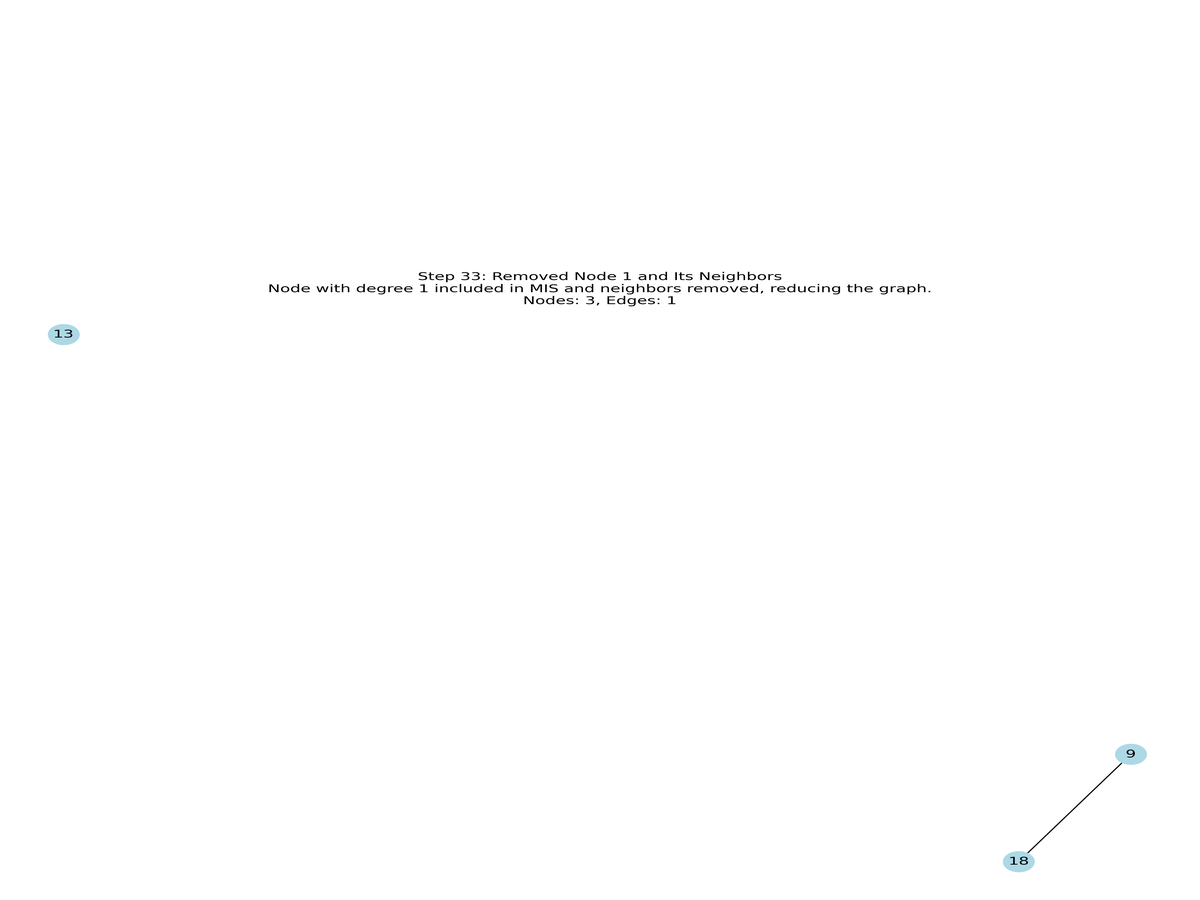 Step 33: Removed Node 1 and Its Neighbors
Node with degree 1 included in MIS and neighbors removed, reducing the graph.
Nodes: 3, Edges: 1
13
9
18